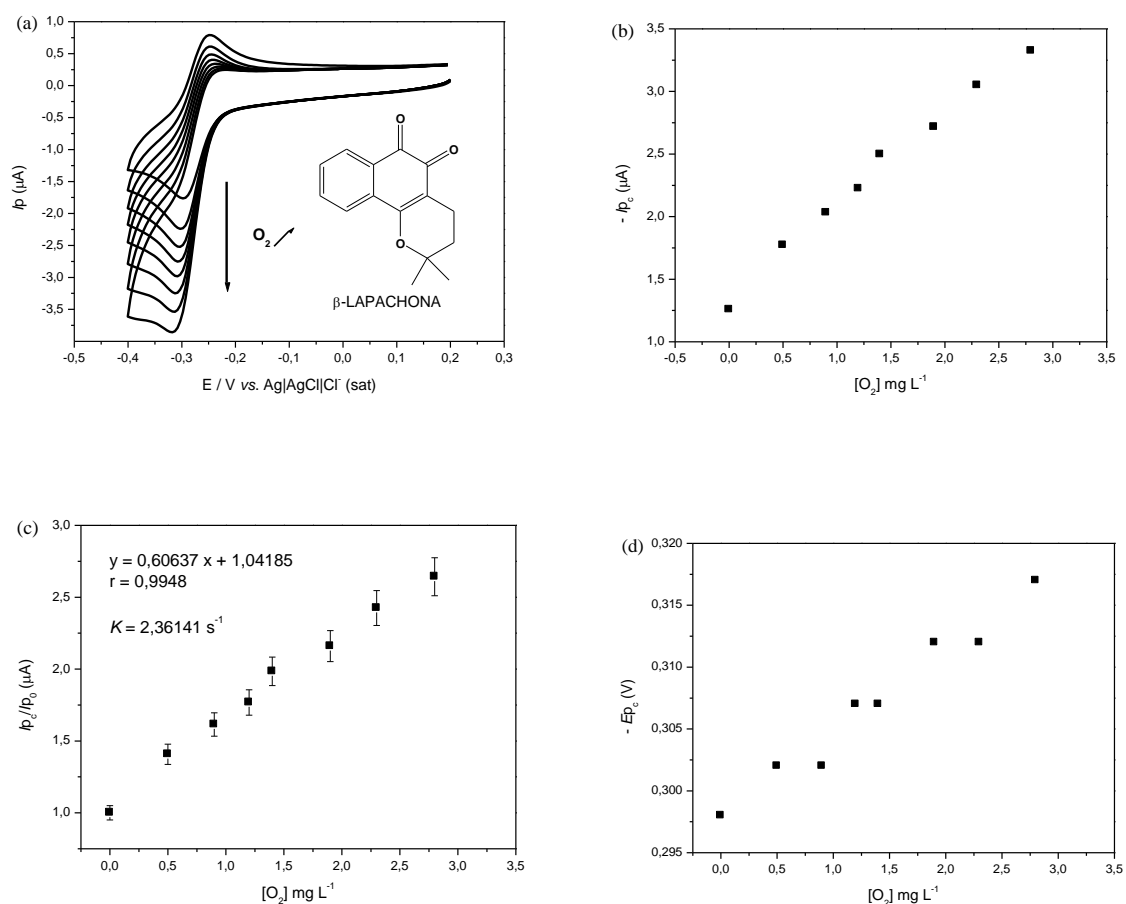 (a)
1,0
0,5
0,0
-0,5
-1,0
-1,5
-2,0
-2,5
-3,0
-3,5
Ip (μA)
O
O
O
O₂
β-LAPACHONA
-0,5 -0,4 -0,3 -0,2 -0,1 0,0 0,1 0,2 0,3
E / V vs. Ag|AgCl|Cl⁻ (sat)
(b)
3,5
3,0
2,5
2,0
1,5
1,0
- Ip_c (μA)
-0,5 0,0 0,5 1,0 1,5 2,0 2,5 3,0 3,5
[O₂] mg L⁻¹
(c)
3,0
2,5
2,0
1,5
1,0
Ip_c/Ip₀ (μA)
y = 0,60637 x + 1,04185
r = 0,9948
K = 2,36141 s⁻¹
0,0 0,5 1,0 1,5 2,0 2,5 3,0 3,5
[O₂] mg L⁻¹
(d)
0,320
0,315
0,310
0,305
0,300
0,295
- Ep_c (V)
-0,5 0,0 0,5 1,0 1,5 2,0 2,5 3,0 3,5
[O₂] mg L⁻¹